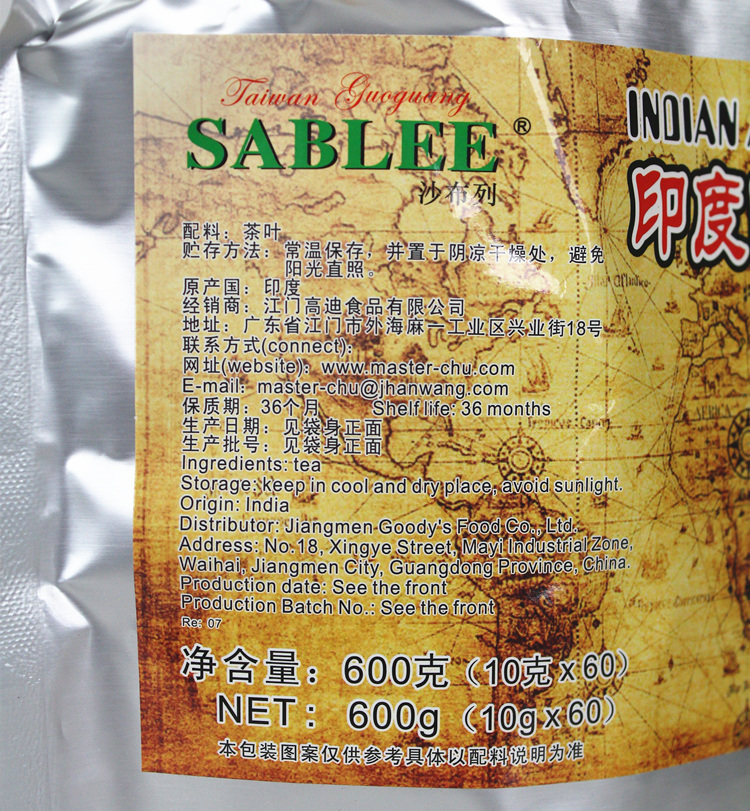 Taiwan Guoguang
SABLEE®
沙布列
INDIAN
印度
配料：茶叶
贮存方法：常温保存，并置于阴凉干燥处，避免
阳光直照。
原产国：印度
经销商：江门高迪食品有限公司
地址：广东省江门市外海麻一工业区兴业街18号
联系方式(connect)：
网址(website)：www.master-chu.com
E-mail：master-chu@jhanwang.com
保质期：36个月 Shelf life: 36 months
生产日期：见袋身正面
生产批号：见袋身正面
Ingredients: tea
Storage: keep in cool and dry place, avoid sunlight.
Origin: India
Distributor: Jiangmen Goody's Food Co., Ltd.
Address: No.18, Xingye Street, Mayi Industrial Zone,
Waihai, Jiangmen City, Guangdong Province, China.
Production date: See the front
Production Batch No.: See the front
Re: 07
净含量：600克（10克x60）
NET：600g（10gx60）
本包装图案仅供参考具体以配料说明为准
AFRICA